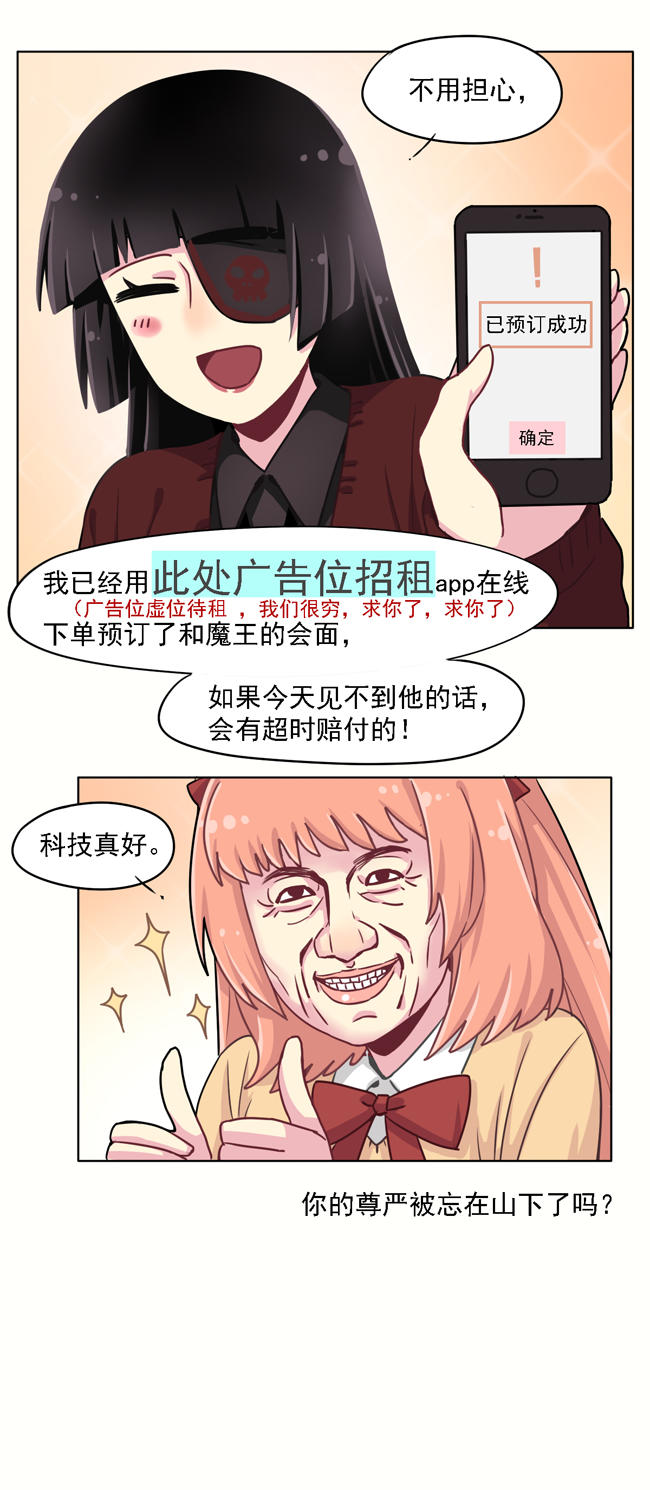 不用担心，
！
已预订成功
确定
我已经用此处广告位招租app在线
（广告位虚位待租 ，我们很穷，求你了，求你了）
下单预订了和魔王的会面，
如果今天见不到他的话，
会有超时赔付的！
科技真好。
你的尊严被忘在山下了吗？